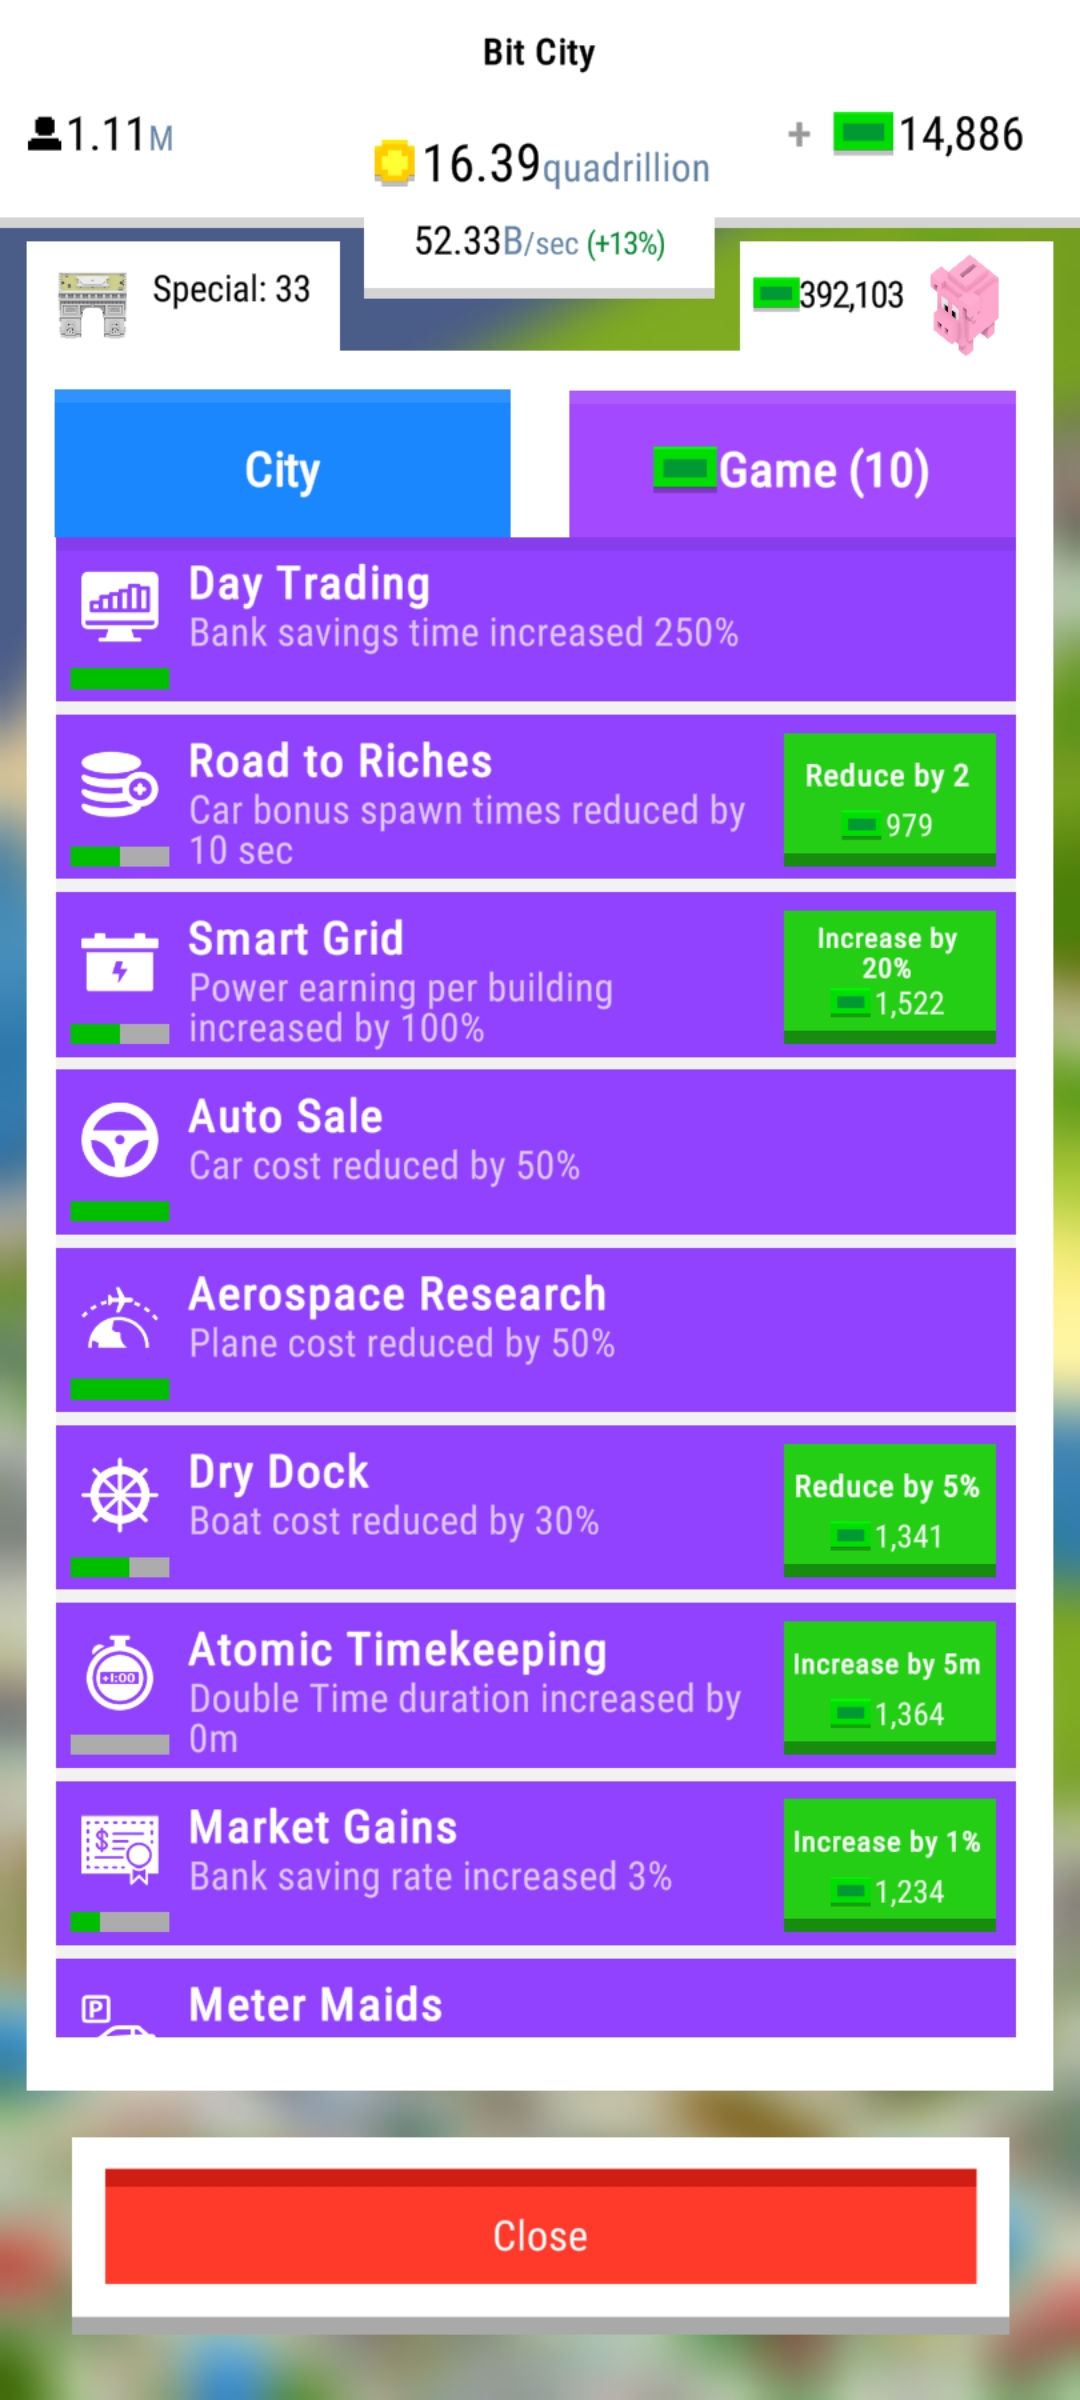 Bit City
1.11M
16.39quadrillion
+ 14,886
52.33B/sec (+13%)
Special: 33
392,103
City
Game (10)
Day Trading
Bank savings time increased 250%
Road to Riches
Car bonus spawn times reduced by
10 sec
Reduce by 2
979
Smart Grid
Power earning per building
increased by 100%
Increase by
20%
1,522
Auto Sale
Car cost reduced by 50%
Aerospace Research
Plane cost reduced by 50%
Dry Dock
Boat cost reduced by 30%
Reduce by 5%
1,341
+1:00
Atomic Timekeeping
Double Time duration increased by
0m
Increase by 5m
1,364
$
Market Gains
Bank saving rate increased 3%
Increase by 1%
1,234
P
Meter Maids
Close